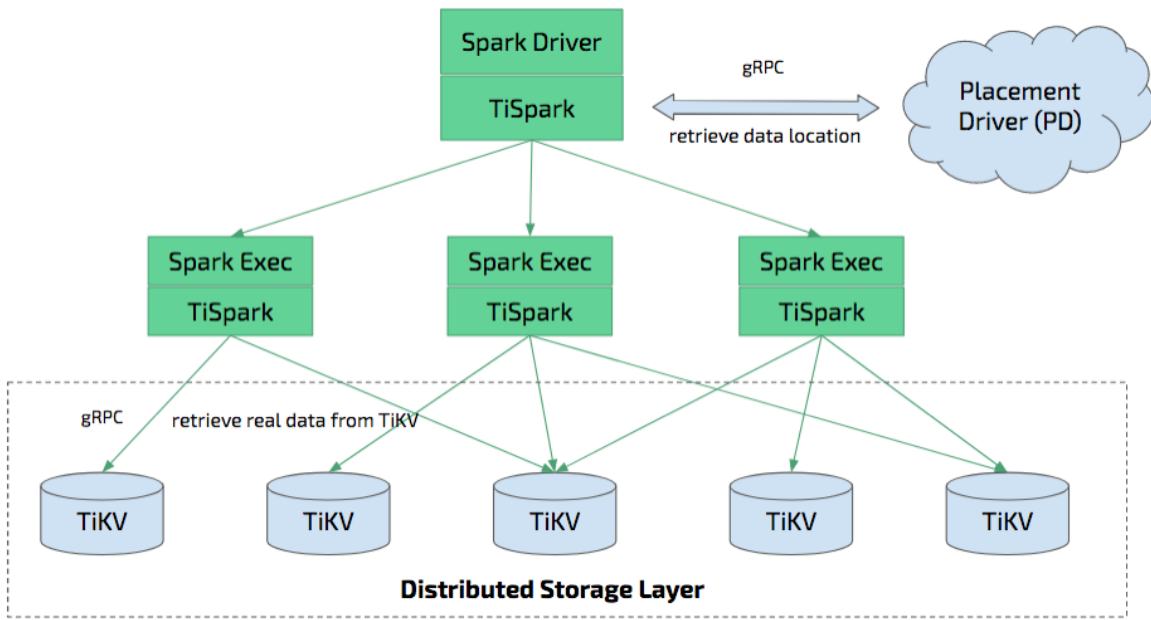 Spark Driver
TiSpark
gRPC
retrieve data location
Placement
Driver (PD)
Spark Exec
TiSpark
Spark Exec
TiSpark
Spark Exec
TiSpark
gRPC
retrieve real data from TiKV
TiKV
TiKV
TiKV
TiKV
TiKV
Distributed Storage Layer